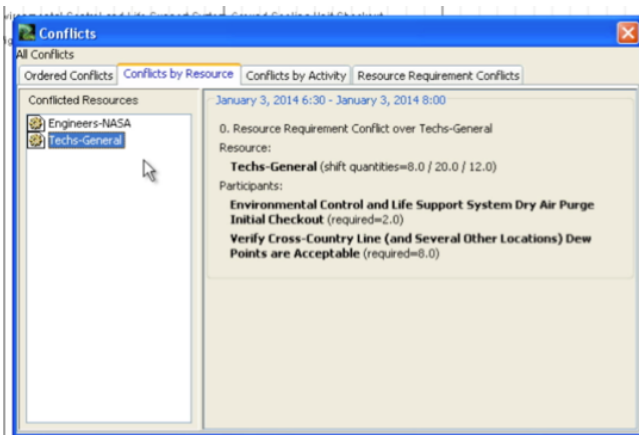 Conflicts
All Conflicts
Ordered Conflicts Conflicts by Resource Conflicts by Activity Resource Requirement Conflicts
Conflicted Resources
Engineers-NASA
Techs-General
January 3, 2014 6:30 - January 3, 2014 8:00
0. Resource Requirement Conflict over Techs-General
Resource:
Techs-General (shift quantities=8.0 / 20.0 / 12.0)
Participants:
Environmental Control and Life Support System Dry Air Purge
Initial Checkout (required=2.0)
Verify Cross-Country Line (and Several Other Locations) Dew
Points are Acceptable (required=8.0)